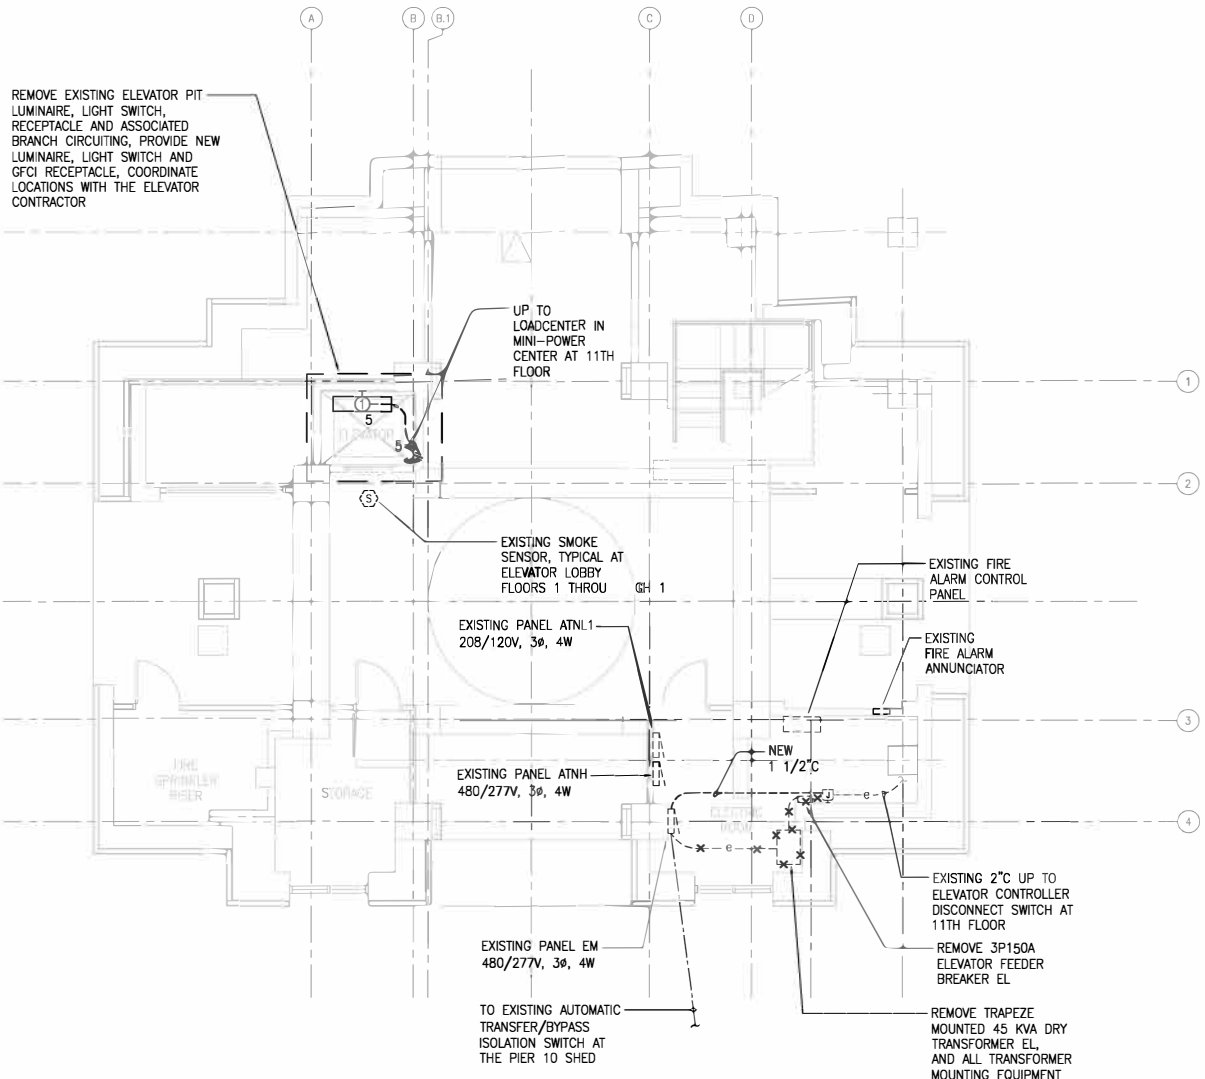 A
B
B.1
C
D
REMOVE EXISTING ELEVATOR PIT
LUMINAIRE, LIGHT SWITCH,
RECEPTACLE AND ASSOCIATED
BRANCH CIRCUITING, PROVIDE NEW
LUMINAIRE, LIGHT SWITCH AND
GFCI RECEPTACLE, COORDINATE
LOCATIONS WITH THE ELEVATOR
CONTRACTOR
UP TO
LOADCENTER IN
MINI-POWER
CENTER AT 11TH
FLOOR
1
1
5
ELEVATOR
5
2
S
EXISTING SMOKE
SENSOR, TYPICAL AT
ELEVATOR LOBBY
FLOORS 1 THROU GH 1
EXISTING FIRE
ALARM CONTROL
PANEL
EXISTING PANEL ATNL1
208/120V, 3ø, 4W
EXISTING
FIRE ALARM
ANNUNCIATOR
3
NEW
1 1/2"C
EXISTING PANEL ATNH
480/277V, 3ø, 4W
FIRE
SPRINKLER
RISER
STORAGE
J
e
ELECTRIC
ROOM
4
e
EXISTING 2"C UP TO
ELEVATOR CONTROLLER
DISCONNECT SWITCH AT
11TH FLOOR
EXISTING PANEL EM
480/277V, 3ø, 4W
REMOVE 3P150A
ELEVATOR FEEDER
BREAKER EL
TO EXISTING AUTOMATIC
TRANSFER/BYPASS
ISOLATION SWITCH AT
THE PIER 10 SHED
REMOVE TRAPEZE
MOUNTED 45 KVA DRY
TRANSFORMER EL,
AND ALL TRANSFORMER
MOUNTING EQUIPMENT